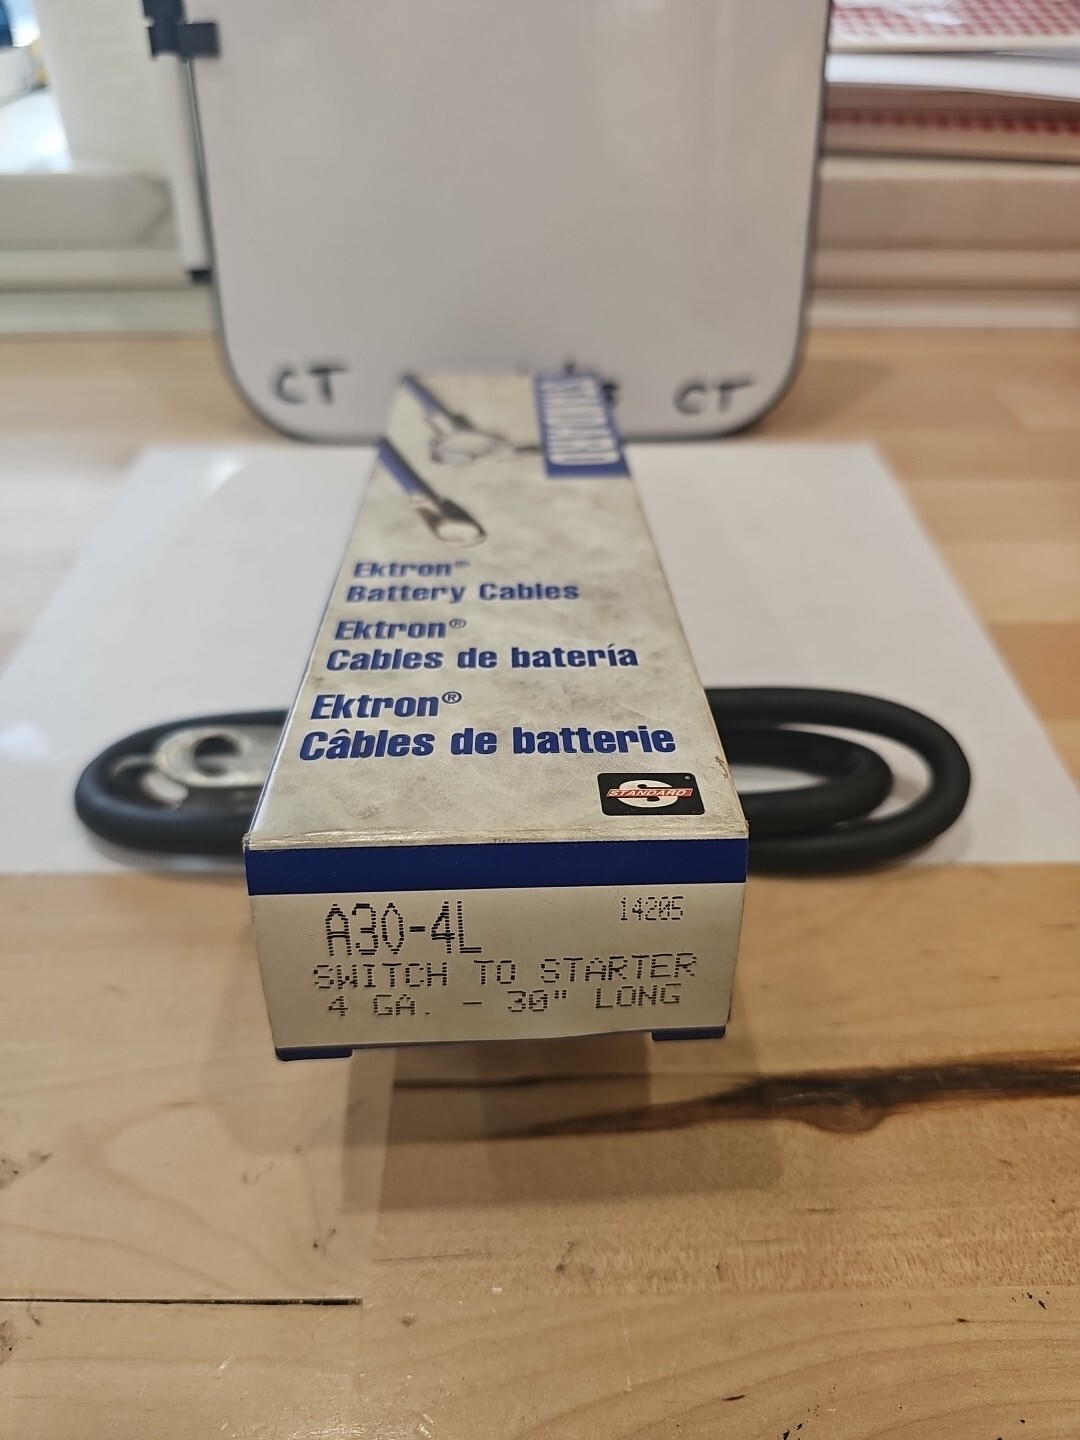 CT
CT
STANDARD
Ektron®
Battery Cables
Ektron®
Cables de batería
Ektron®
Câbles de batterie
STANDARD
A30-4L
14205
SWITCH TO STARTER
4 GA. - 30" LONG